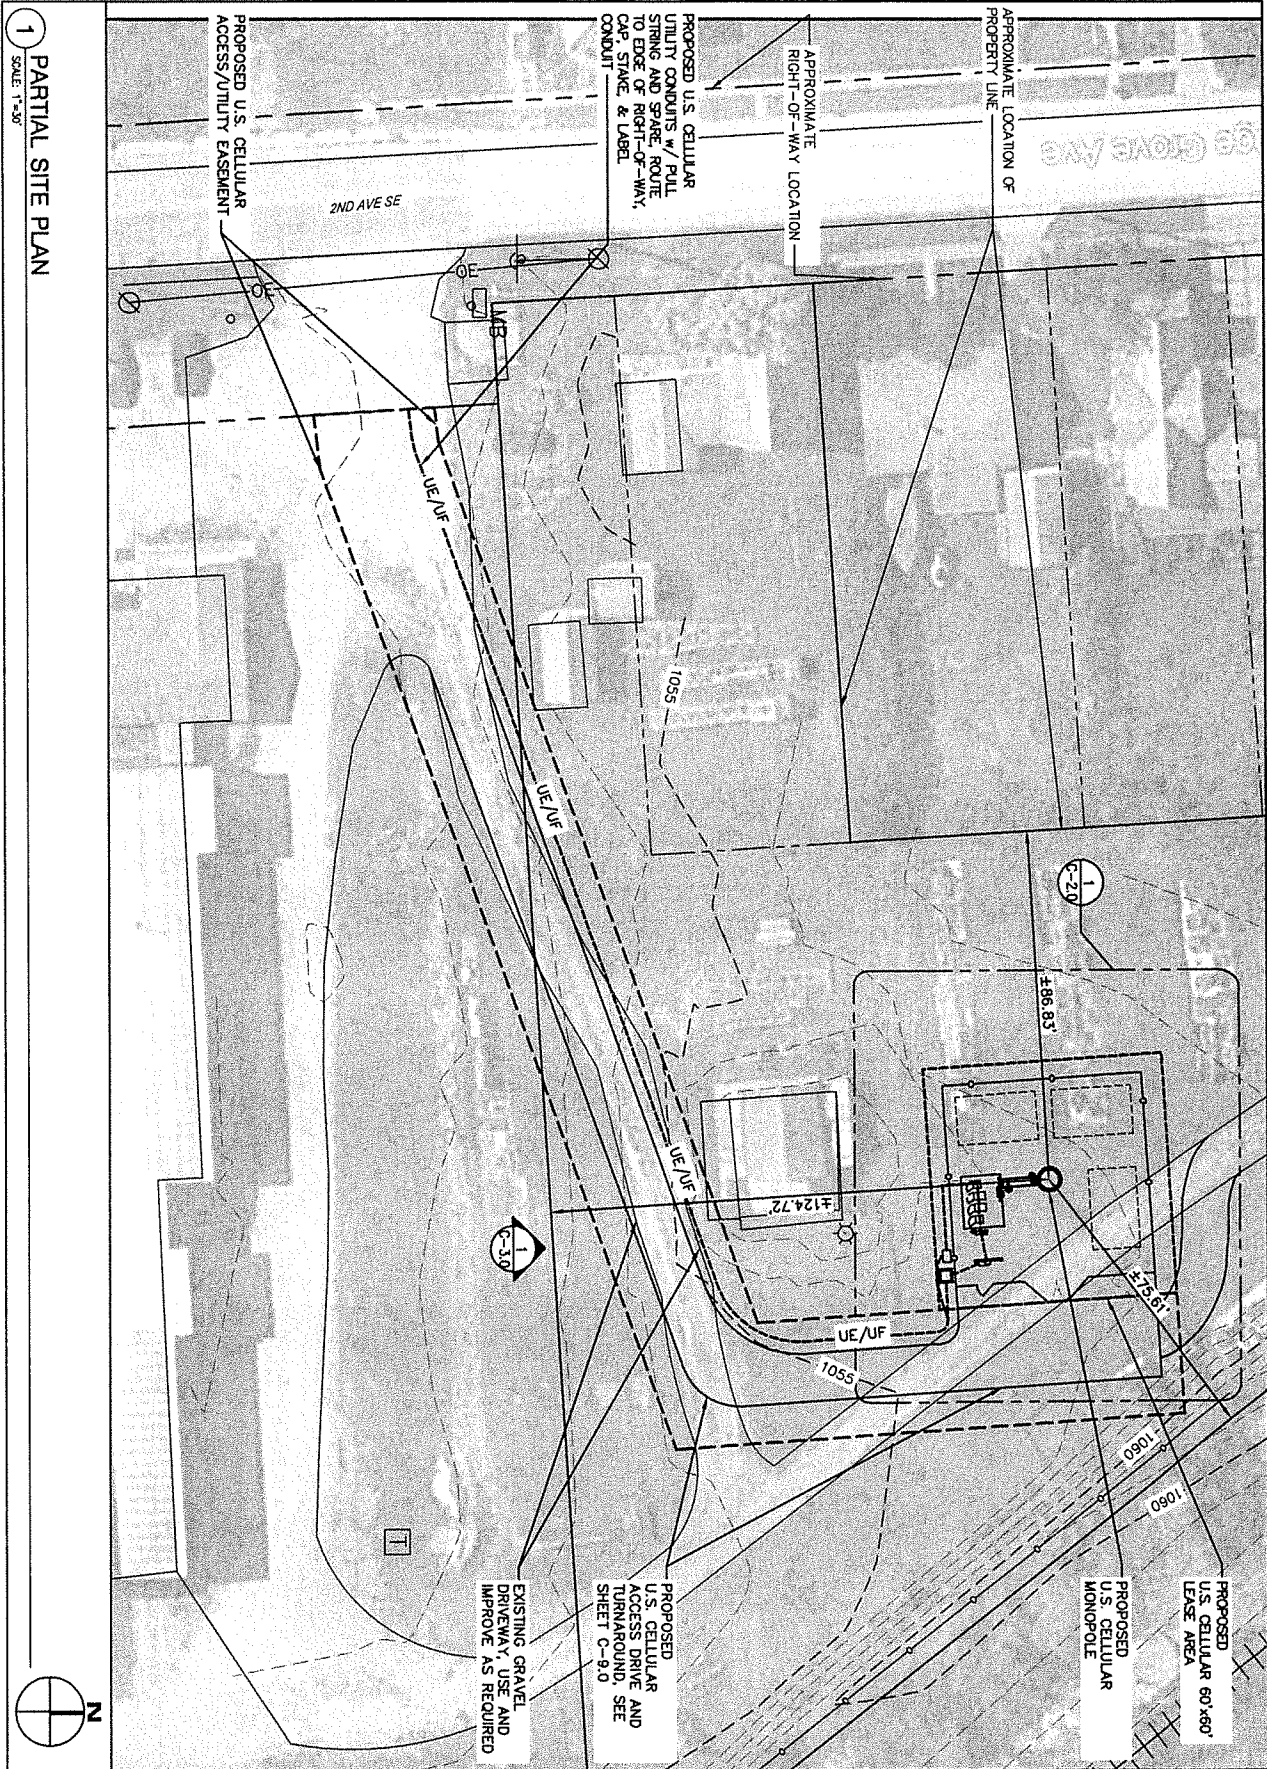 APPROXIMATE LOCATION OF
PROPERTY LINE
APPROXIMATE
RIGHT-OF-WAY LOCATION
PROPOSED U.S. CELLULAR
UTILITY CONDUITS w/ PULL
STRING AND SPARE, ROUTE
TO EDGE OF RIGHT-OF-WAY,
CAP, STAKE, & LABEL
CONDUIT
PROPOSED U.S. CELLULAR
ACCESS/UTILITY EASEMENT
2ND AVE SE
GROVE AVE
OE
OE
MB
UE/UF
UE/UF
UE/UF
UE/UF
1055
1055
1060
1060
±86.83'
±124.72'
±75.61'
1
C-2.0
1
C-3.0
T
PROPOSED
U.S. CELLULAR 60'x60'
LEASE AREA
PROPOSED
U.S. CELLULAR
MONOPOLE
PROPOSED
U.S. CELLULAR
ACCESS DRIVE AND
TURNAROUND, SEE
SHEET C-9.0
EXISTING GRAVEL
DRIVEWAY, USE AND
IMPROVE AS REQUIRED
1
PARTIAL SITE PLAN
SCALE: 1"=30'
N